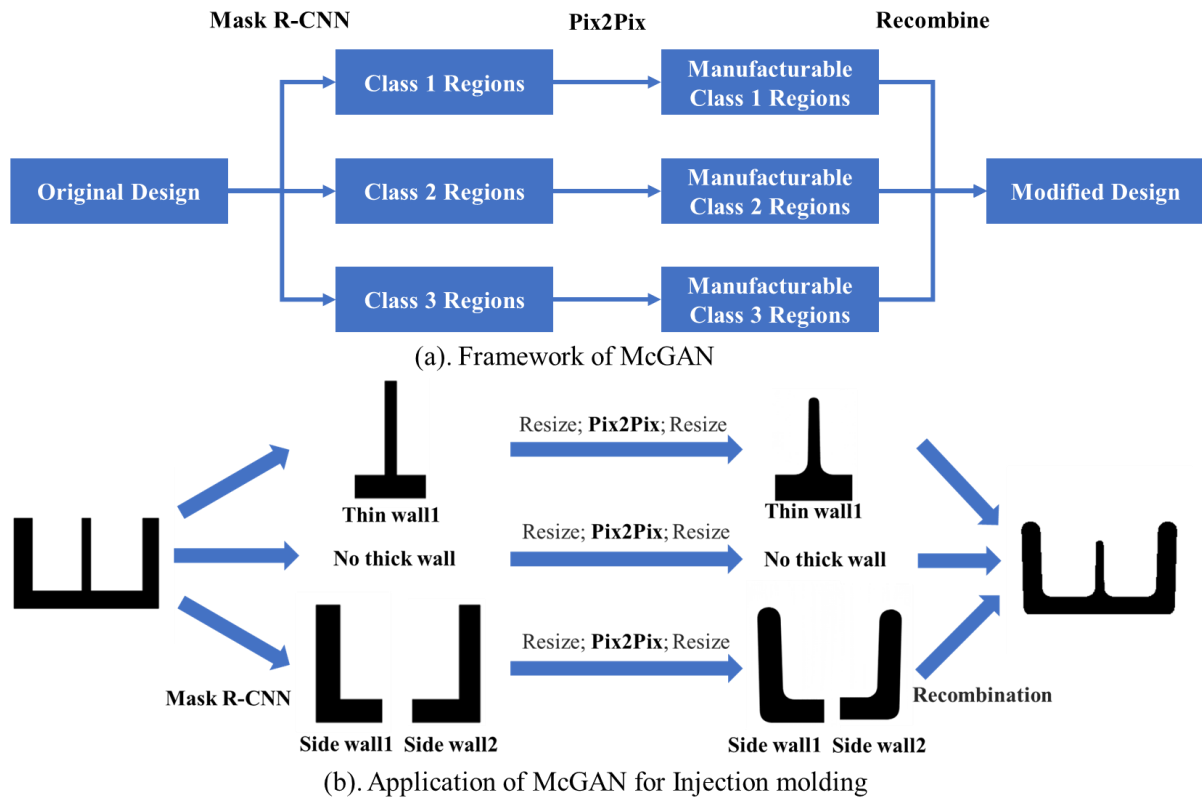 Mask R-CNN
Pix2Pix
Recombine
Class 1 Regions
Manufacturable
Class 1 Regions
Original Design
Class 2 Regions
Manufacturable
Class 2 Regions
Modified Design
Class 3 Regions
Manufacturable
Class 3 Regions
(a). Framework of McGAN
Resize; Pix2Pix; Resize
Thin wall1
Thin wall1
No thick wall
Resize; Pix2Pix; Resize
No thick wall
Resize; Pix2Pix; Resize
Mask R-CNN
Recombination
Side wall1
Side wall2
Side wall1
Side wall2
(b). Application of McGAN for Injection molding